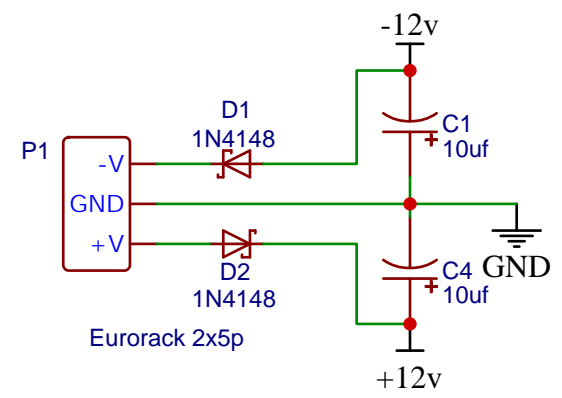 -12v
D1
1N4148
C1
10uf
P1
-V
GND
+V
D2
1N4148
C4
10uf
GND
Eurorack 2x5p
+12v